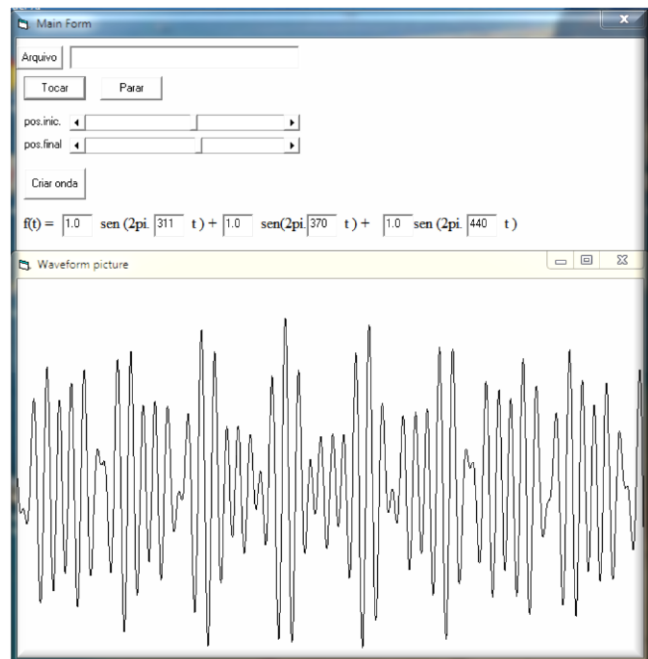 Main Form
Arquivo
Tocar Parar
pos.inic.
pos.final
Criar onda
f(t) = 1.0 sen (2pi. 311 t ) + 1.0 sen(2pi. 370 t ) + 1.0 sen (2pi. 440 t )
Waveform picture